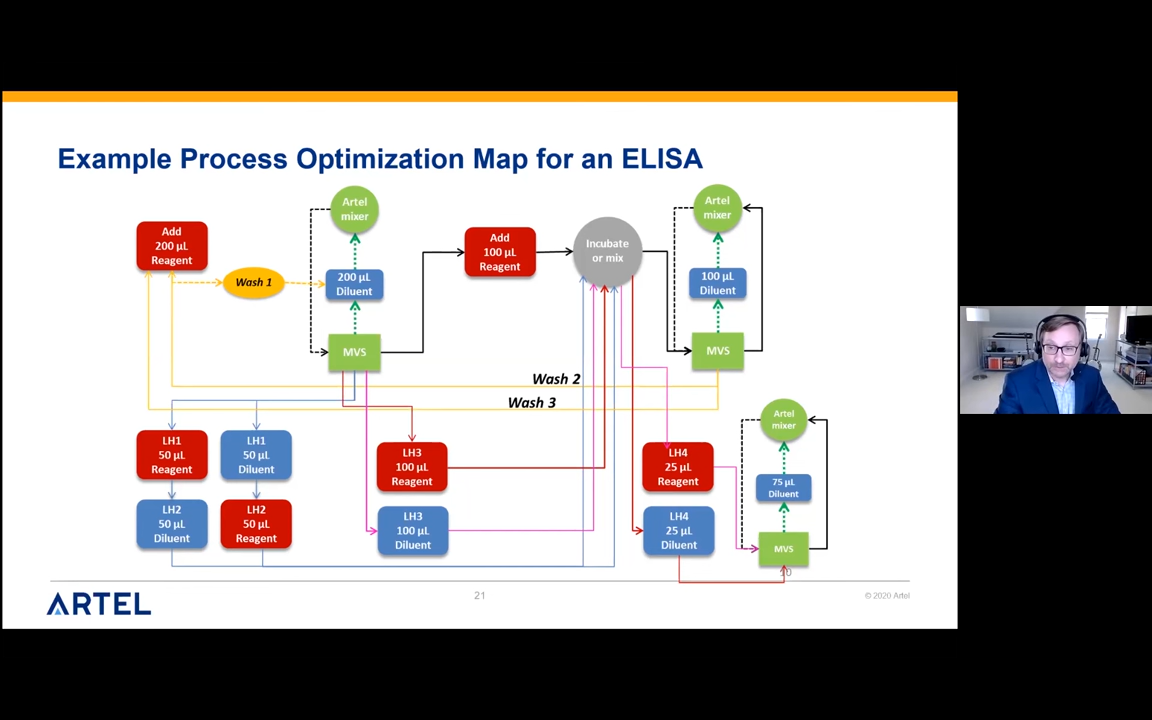 Example Process Optimization Map for an ELISA
Artel
mixer
Add
200 µL
Reagent
Wash 1
200 µL
Diluent
MVS
Add
100 µL
Reagent
Incubate
or mix
Artel
mixer
100 µL
Diluent
MVS
Wash 2
Wash 3
LH1
50 µL
Reagent
LH1
50 µL
Diluent
LH2
50 µL
Diluent
LH2
50 µL
Reagent
LH3
100 µL
Reagent
LH3
100 µL
Diluent
LH4
25 µL
Reagent
LH4
25 µL
Diluent
Artel
mixer
75 µL
Diluent
MVS
ARTEL
21
© 2020 Artel